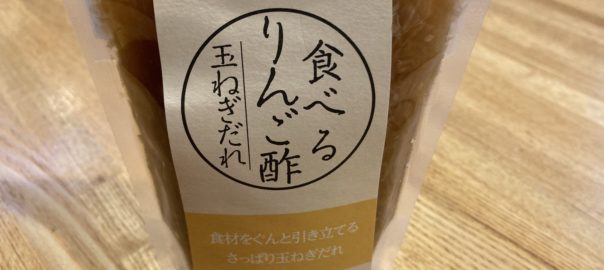 食べる
りんご酢
玉ねぎだれ
食材をぐんと引き立てる
さっぱり玉ねぎだれ